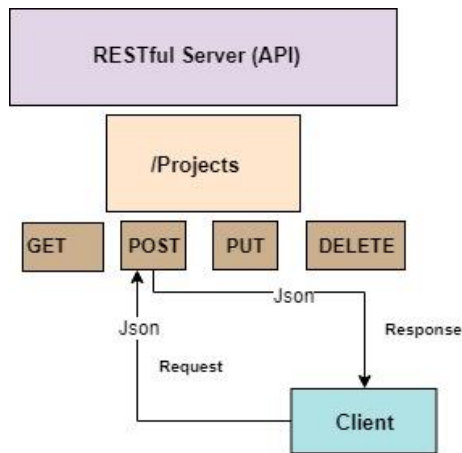 RESTful Server (API)
/Projects
GET POST PUT DELETE
Json
Json
Response
Request
Client